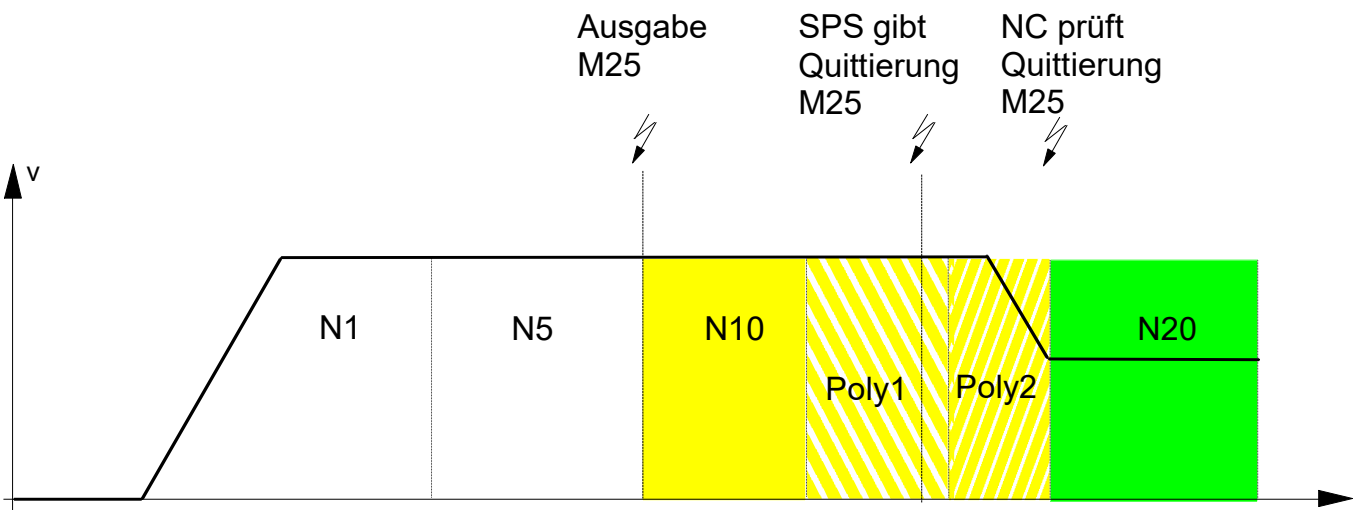 Ausgabe
M25
SPS gibt
Quittierung
M25
NC prüft
Quittierung
M25
v
N1
N5
N10
Poly1
Poly2
N20